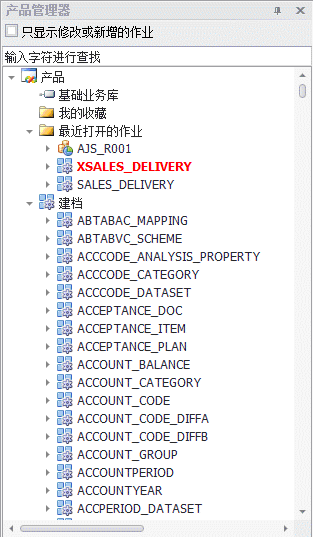 产品管理器
只显示修改或新增的作业
输入字符进行查找
产品
基础业务库
我的收藏
最近打开的作业
AJS_R001
XSALES_DELIVERY
SALES_DELIVERY
建档
ABTABAC_MAPPING
ABTABVC_SCHEME
ACCCODE_ANALYSIS_PROPERTY
ACCCODE_CATEGORY
ACCCODE_DATASET
ACCEPTANCE_DOC
ACCEPTANCE_ITEM
ACCEPTANCE_PLAN
ACCOUNT_BALANCE
ACCOUNT_CATEGORY
ACCOUNT_CODE
ACCOUNT_CODE_DIFFA
ACCOUNT_CODE_DIFFB
ACCOUNT_GROUP
ACCOUNTPERIOD
ACCOUNTYEAR
ACCPERIOD_DATASET